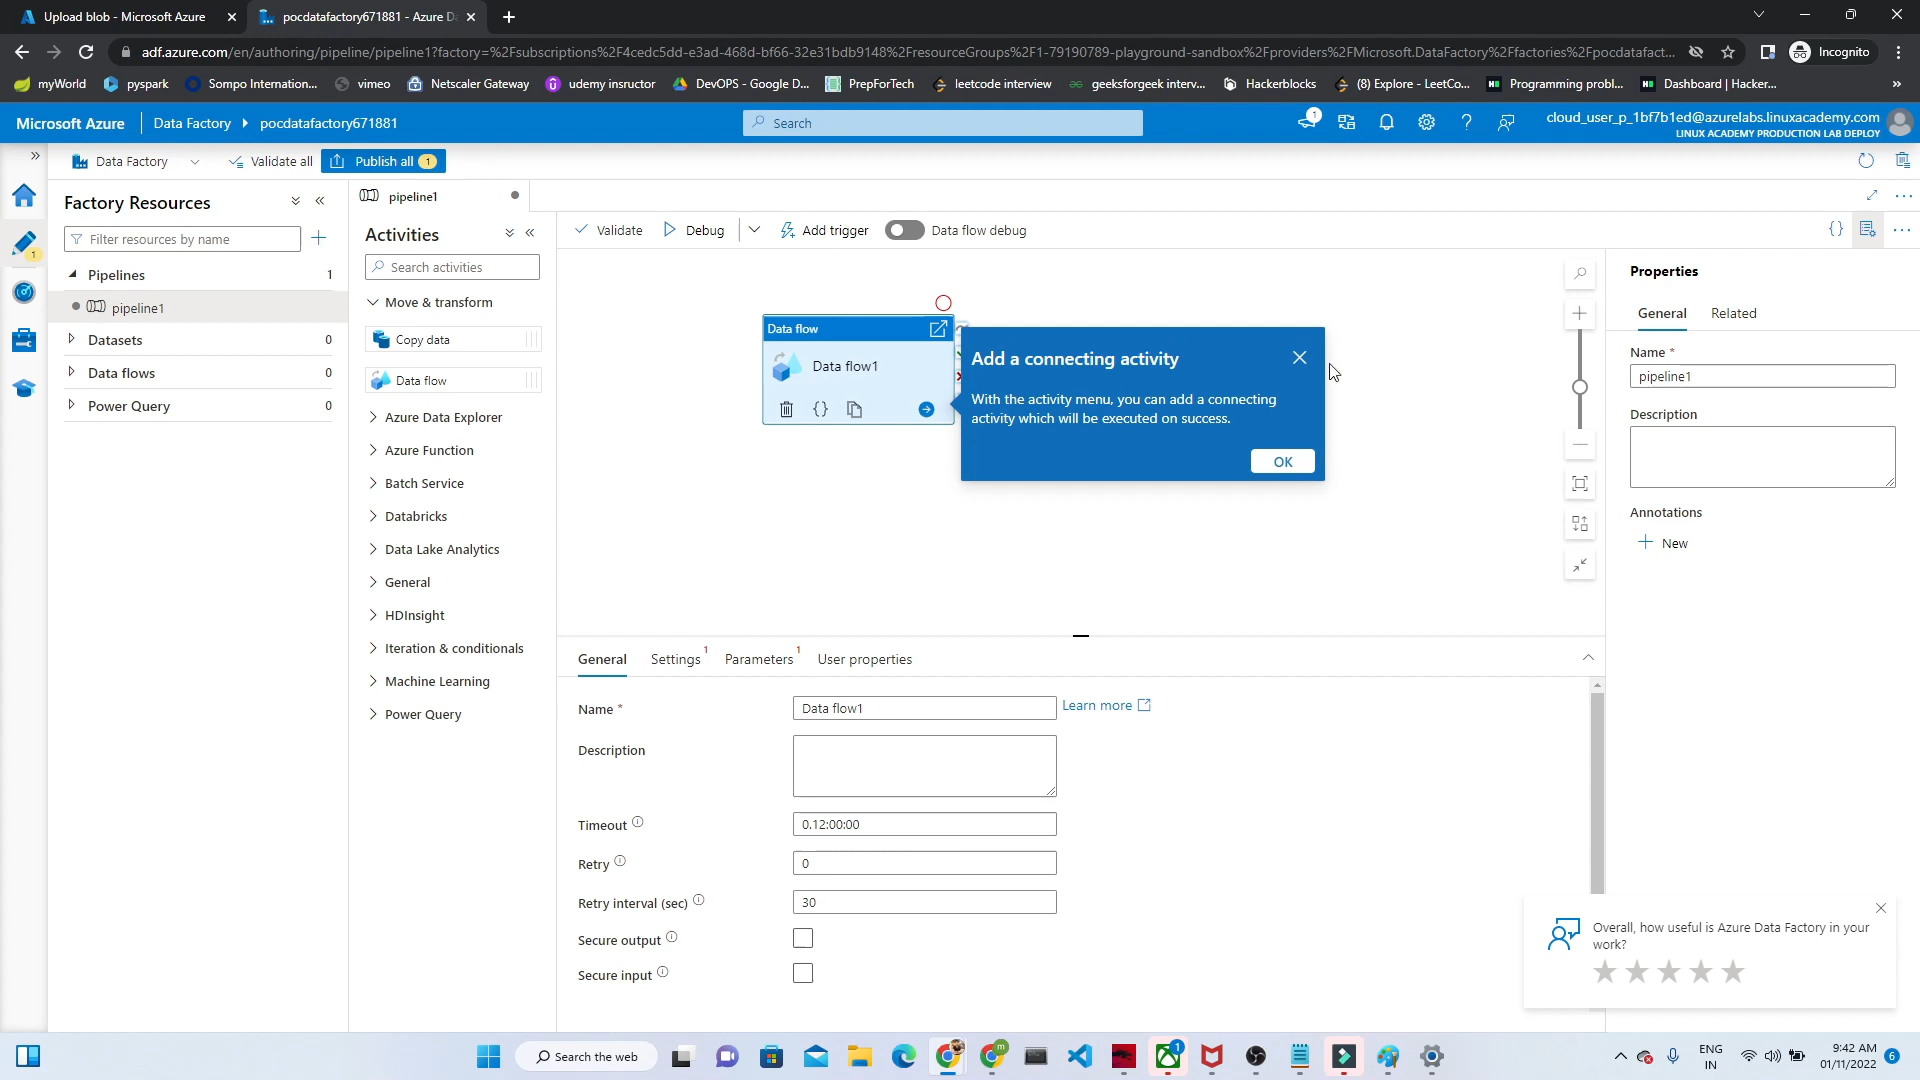 Upload blob - Microsoft Azure
pocdatafactory671881 - Azure Da
adf.azure.com/en/authoring/pipeline/pipeline1?factory=%2Fsubscriptions%2F4cedc5dd-e3ad-468d-bf66-32e31bdb9148%2FresourceGroups%2F1-79190789-playground-sandbox%2Fproviders%2FMicrosoft.DataFactory%2Ffactories%2Fpocdatafact...
Incognito
myWorld
pyspark
Sompo Internation...
vimeo
Netscaler Gateway
udemy insructor
DevOPS - Google D...
PrepForTech
leetcode interview
geeksforgeek interv...
Hackerblocks
(8) Explore - LeetCo...
Programming probl...
Dashboard | Hacker...
Microsoft Azure
Data Factory
pocdatafactory671881
Search
1
cloud_user_p_1bf7b1ed@azurelabs.linuxacademy.com
LINUX ACADEMY PRODUCTION LAB DEPLOY
Data Factory
Validate all
Publish all
1
Factory Resources
Filter resources by name
1
Pipelines
1
pipeline1
Datasets
0
Data flows
0
Power Query
0
pipeline1
Activities
Search activities
Move & transform
Copy data
Data flow
Azure Data Explorer
Azure Function
Batch Service
Databricks
Data Lake Analytics
General
HDInsight
Iteration & conditionals
Machine Learning
Power Query
Validate
Debug
Add trigger
Data flow debug
Data flow
Data flow1
Add a connecting activity
With the activity menu, you can add a connecting
activity which will be executed on success.
OK
General
Settings
1
Parameters
1
User properties
Name *
Data flow1
Learn more
Description
Timeout
0.12:00:00
Retry
0
Retry interval (sec)
30
Secure output
Secure input
Properties
General
Related
Name *
pipeline1
Description
Annotations
New
Overall, how useful is Azure Data Factory in your
work?
Search the web
m
1
ENG
IN
9:42 AM
01/11/2022
6